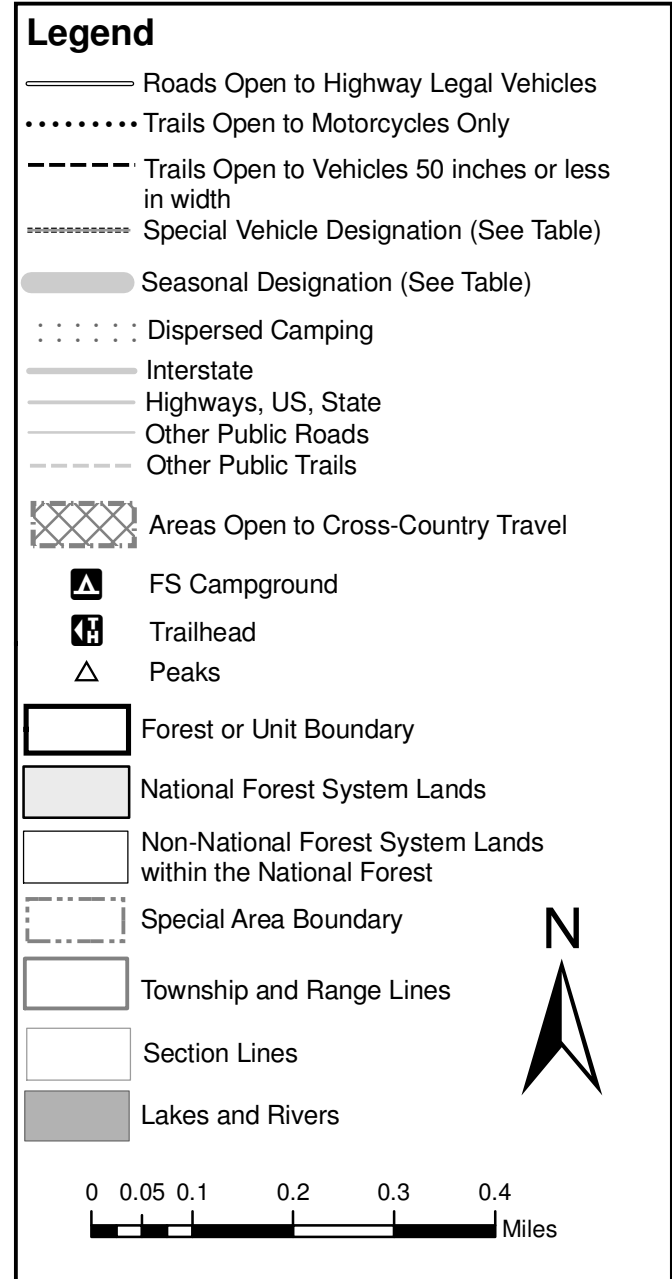 Legend
Roads Open to Highway Legal Vehicles
Trails Open to Motorcycles Only
Trails Open to Vehicles 50 inches or less
in width
Special Vehicle Designation (See Table)
Seasonal Designation (See Table)
Dispersed Camping
Interstate
Highways, US, State
Other Public Roads
Other Public Trails
Areas Open to Cross-Country Travel
FS Campground
TH Trailhead
Peaks
Forest or Unit Boundary
National Forest System Lands
Non-National Forest System Lands
within the National Forest
Special Area Boundary
N
Township and Range Lines
Section Lines
Lakes and Rivers
0 0.05 0.1 0.2 0.3 0.4
Miles